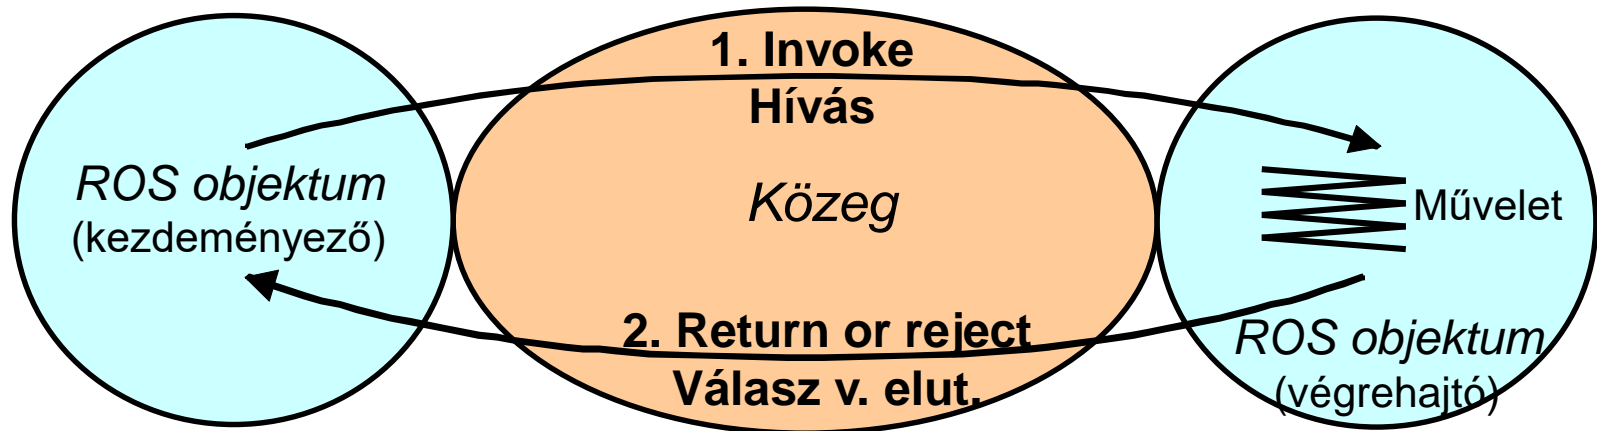 1. Invoke
Hívás
ROS objektum
(kezdeményező)
Közeg
Művelet
2. Return or reject
Válasz v. elut.
ROS objektum
(végrehajtó)